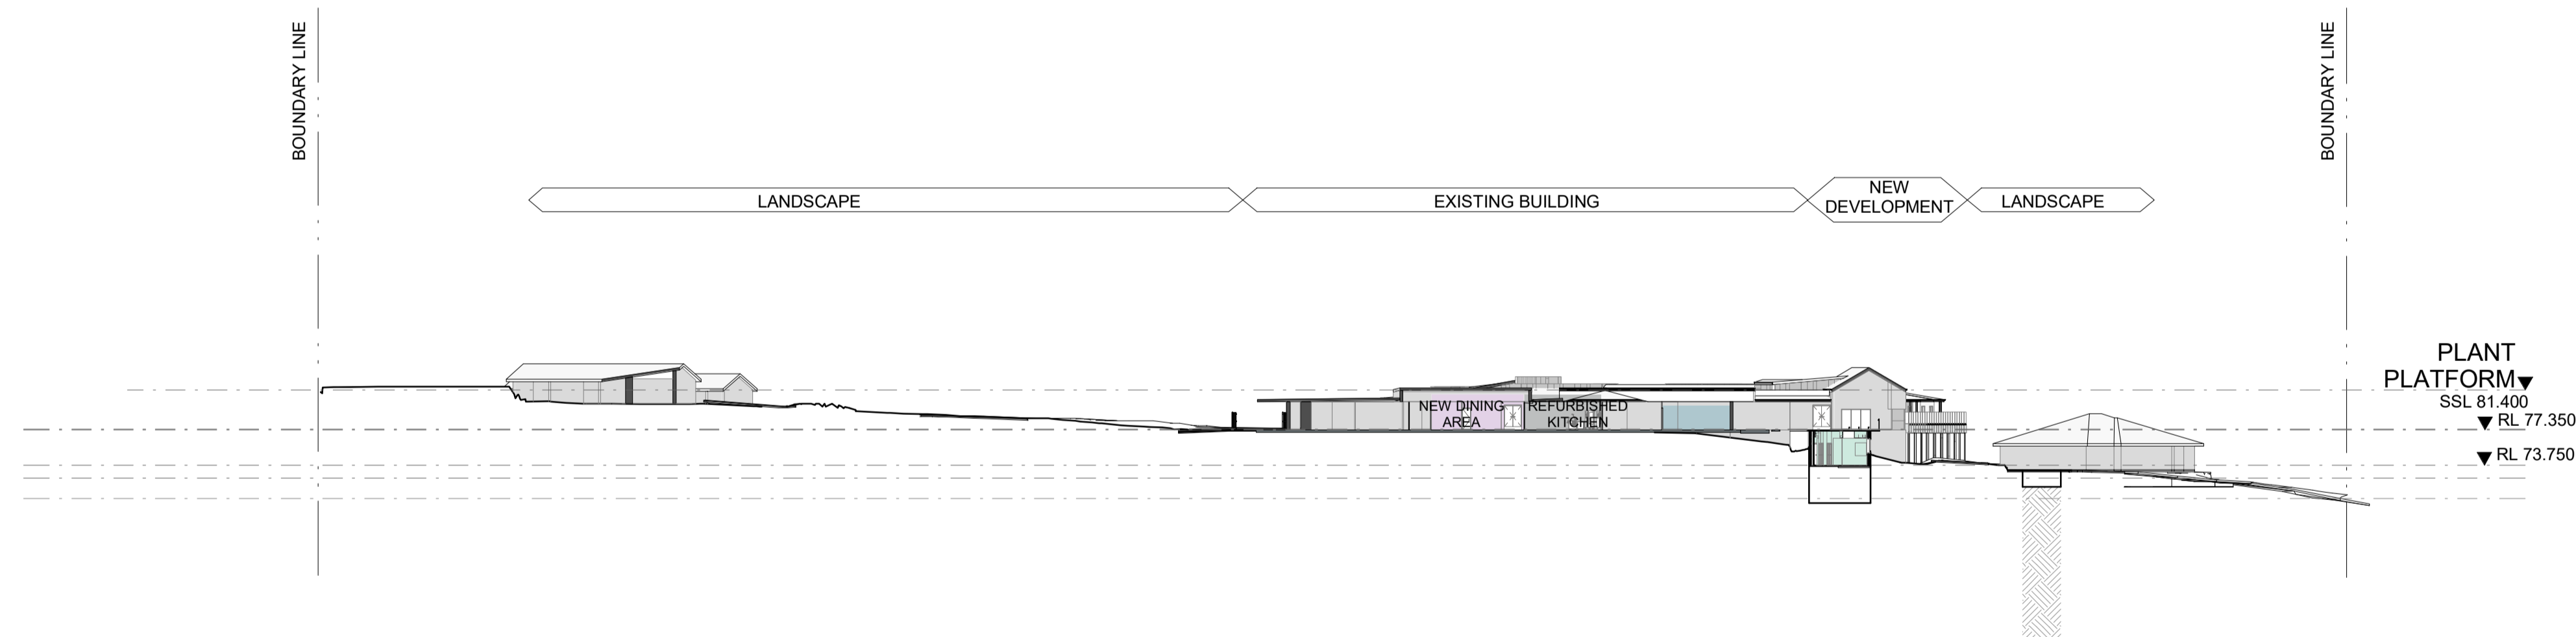 BOUNDARY LINE
BOUNDARY LINE
LANDSCAPE
EXISTING BUILDING
NEW
DEVELOPMENT
LANDSCAPE
PLANT
PLATFORM
SSL 81.400
NEW DINING
AREA
REFURBISHED
KITCHEN
RL 77.350
RL 73.750